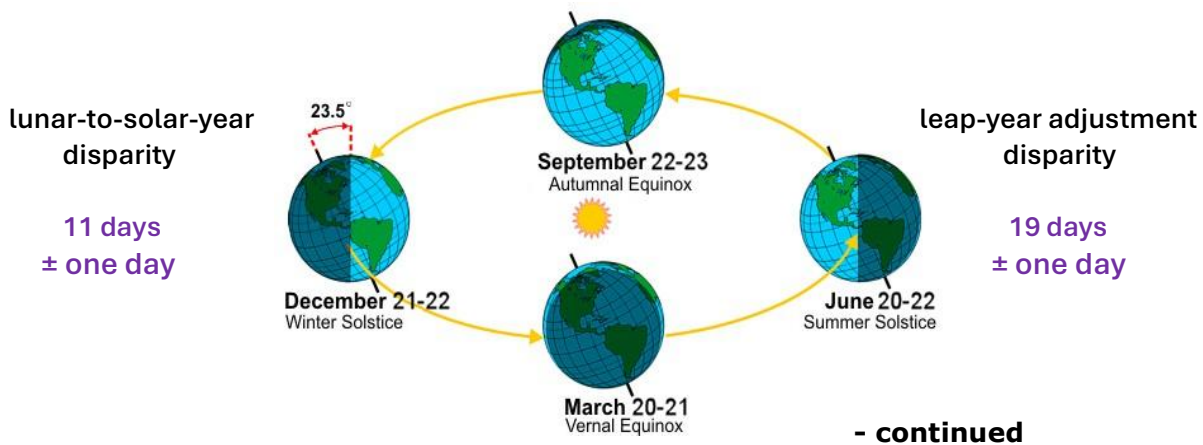 lunar-to-solar-year
disparity
11 days
± one day
23.5°
September 22-23
Autumnal Equinox
December 21-22
Winter Solstice
March 20-21
Vernal Equinox
June 20-22
Summer Solstice
leap-year adjustment
disparity
19 days
± one day
- continued